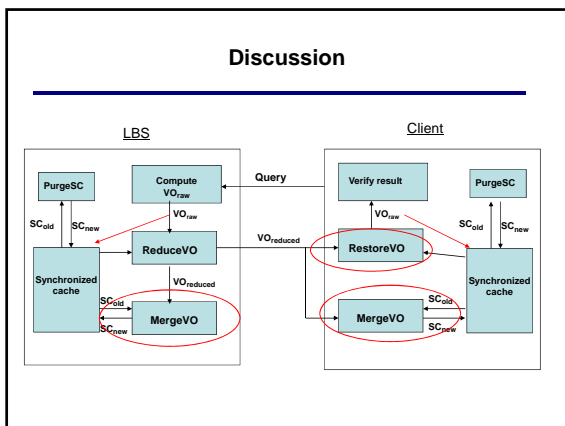 Discussion
LBS
Client
PurgeSC
Compute
VOraw
Query
Verify result
PurgeSC
SCold
SCnew
VOraw
VOraw
SCold
SCnew
ReduceVO
VOreduced
RestoreVO
Synchronized
cache
Synchronized
cache
VOreduced
SCold
SCnew
MergeVO
MergeVO
SCold
SCnew